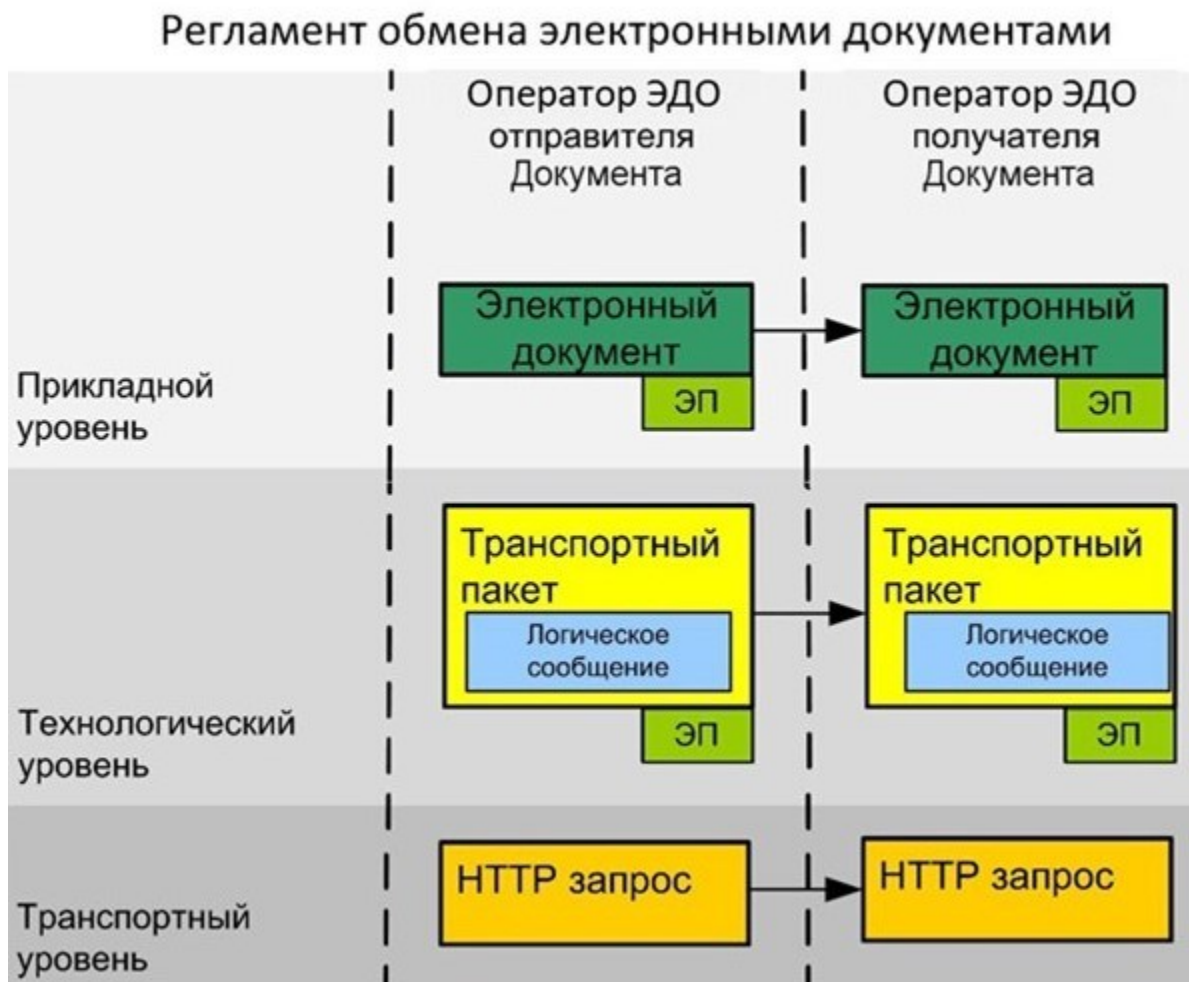 Регламент обмена электронными документами
Оператор ЭДО
отправителя
Документа
Оператор ЭДО
получателя
Документа
Прикладной
уровень
Электронный
документ
ЭП
Электронный
документ
ЭП
Технологический
уровень
Транспортный
пакет
Логическое
сообщение
ЭП
Транспортный
пакет
Логическое
сообщение
ЭП
Транспортный
уровень
HTTP запрос
HTTP запрос